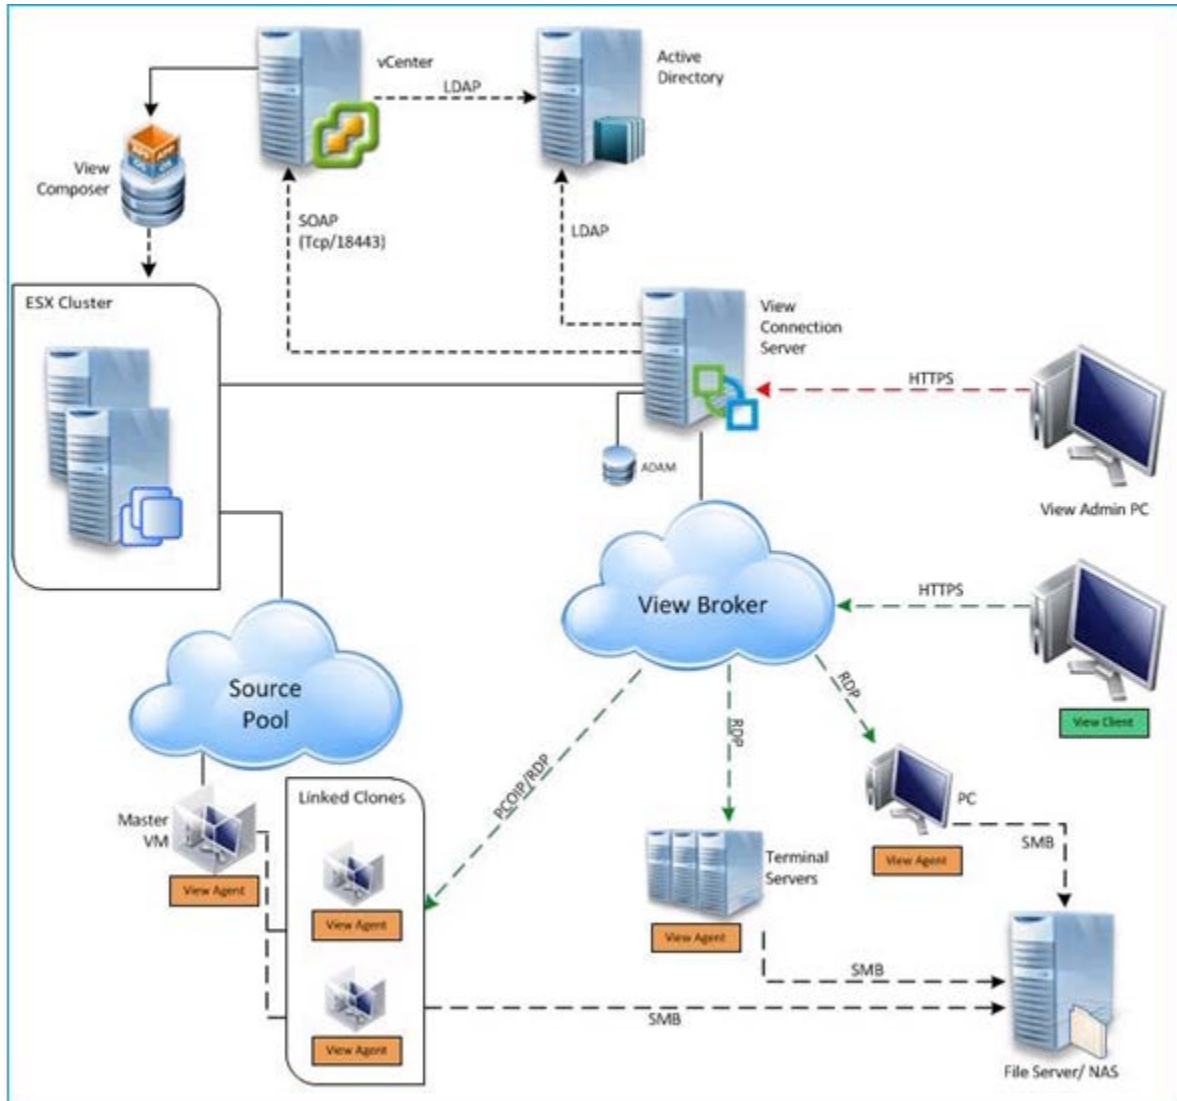 vCenter
Active
Directory
LDAP
View
Composer
SOAP
(Tcp/18443)
LDAP
ESX Cluster
View
Connection
Server
HTTPS
ADAM
View Admin PC
View Broker
HTTPS
Source
Pool
RDP
RDP
View Client
PCOIP/RDP
Linked Clones
Master
VM
PC
SMB
Terminal
Servers
View Agent
View Agent
View Agent
View Agent
SMB
SMB
View Agent
File Server/ NAS